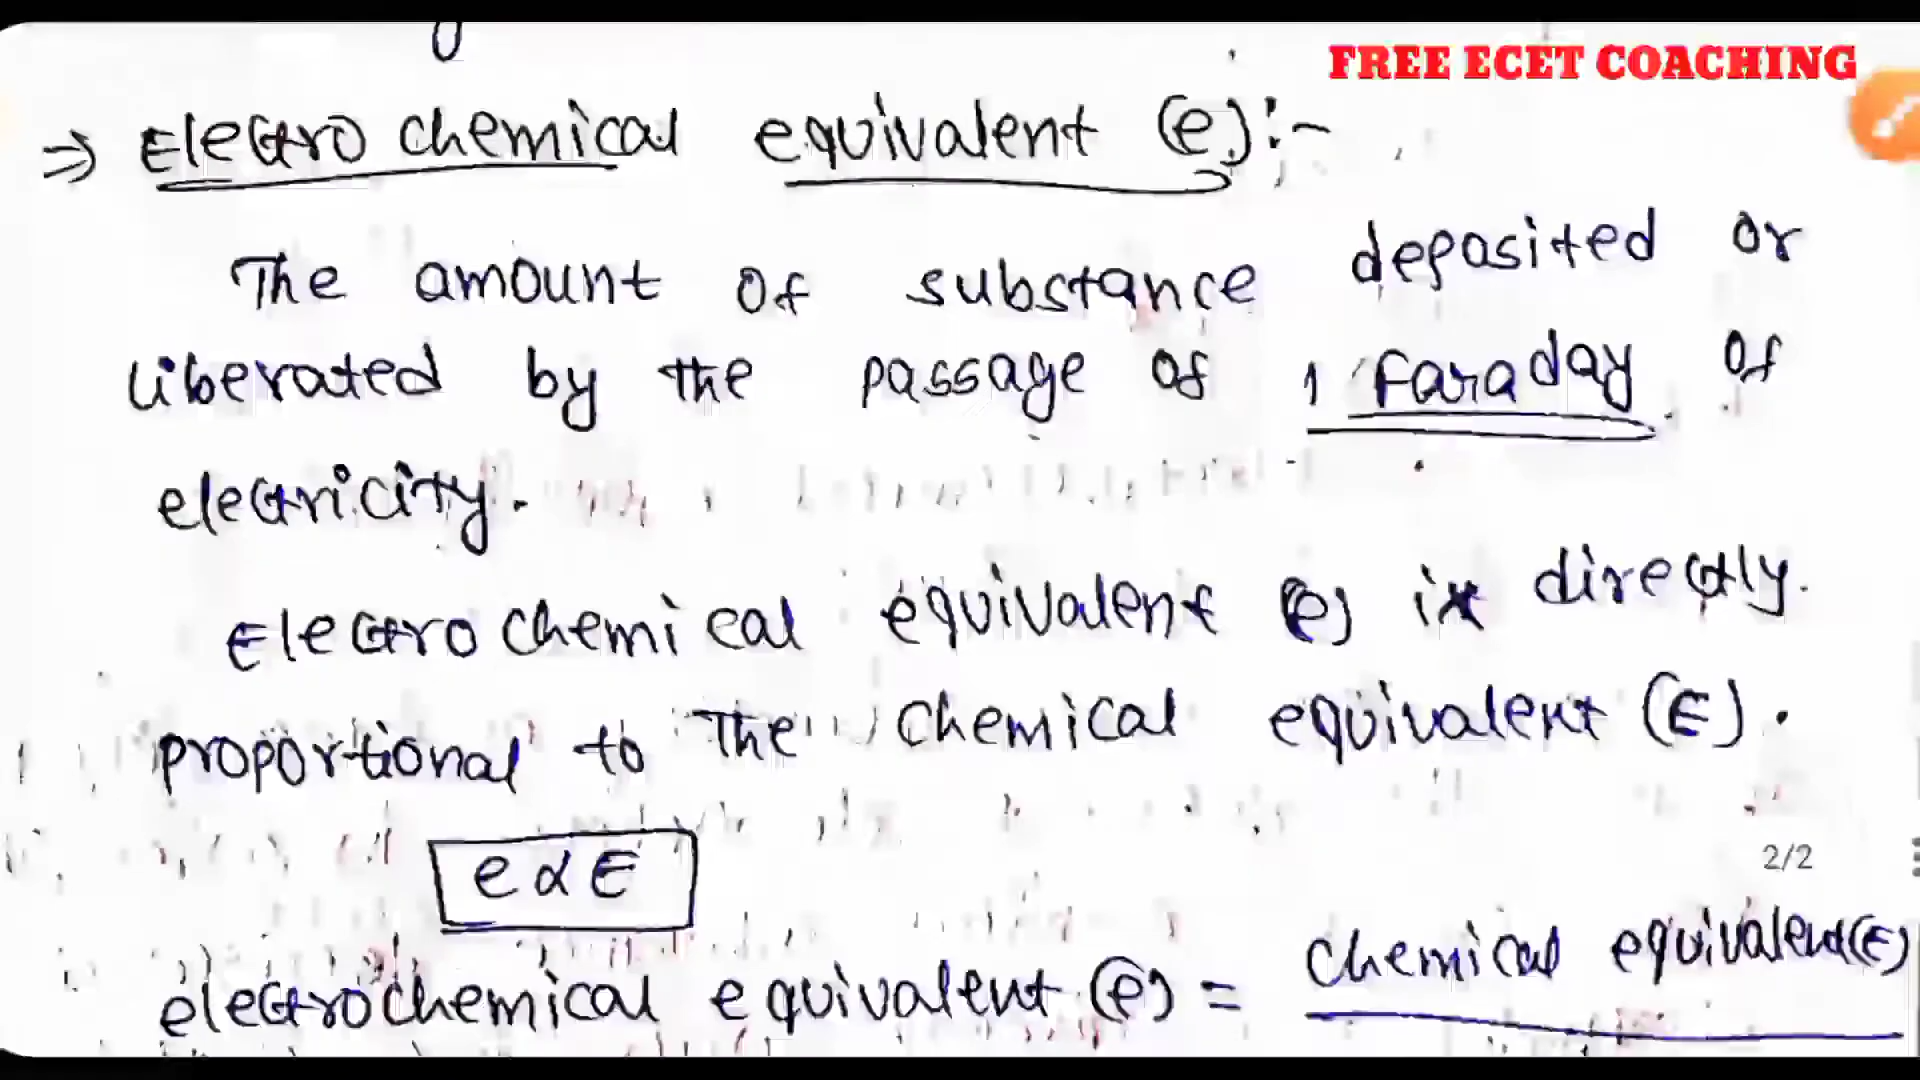 FREE ECET COACHING
⇒ Electro chemical equivalent (e):-
The amount of substance deposited or
liberated by the passage of 1 Faraday of
electricity.
Electro chemical equivalent (e) is directly
proportional to the chemical equivalent (E).
e ∝ E
2/2
electrochemical equivalent (e) = chemical equivalent (E)